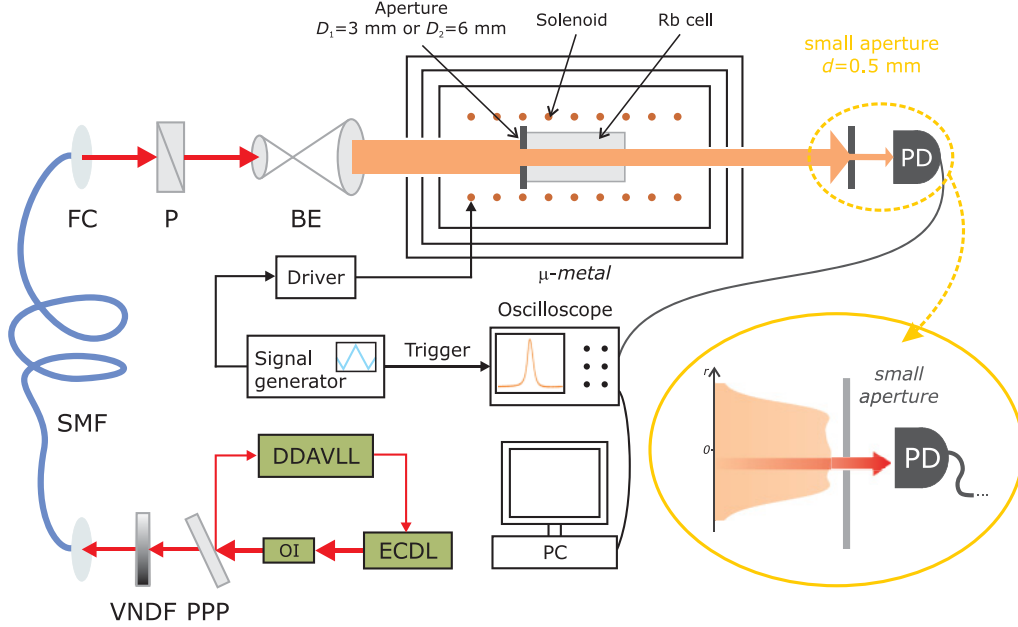 Aperture
D₁=3 mm or D₂=6 mm
Solenoid
Rb cell
small aperture
d=0.5 mm
PD
FC
P
BE
μ-metal
Driver
Oscilloscope
Signal
generator
Trigger
SMF
DDAVLL
OI
ECDL
VNDF
PPP
PC
r
0
small
aperture
PD
...